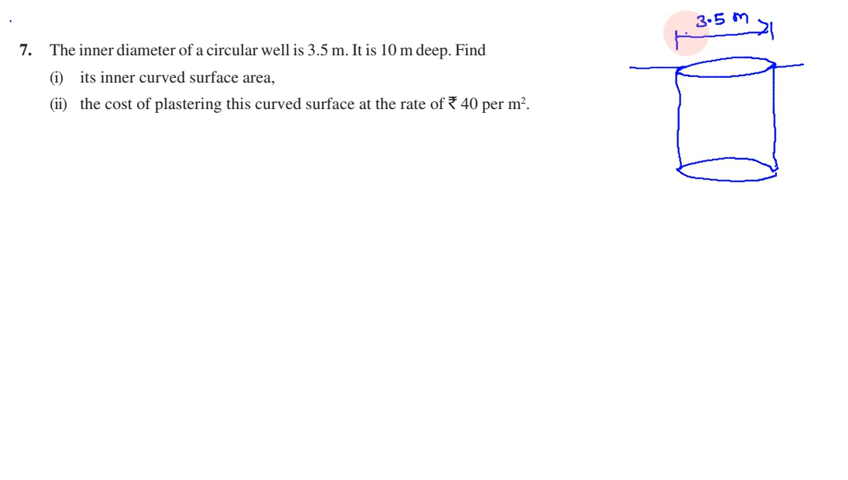 3.5 m
7. The inner diameter of a circular well is 3.5 m. It is 10 m deep. Find
(i) its inner curved surface area,
(ii) the cost of plastering this curved surface at the rate of ₹ 40 per m².